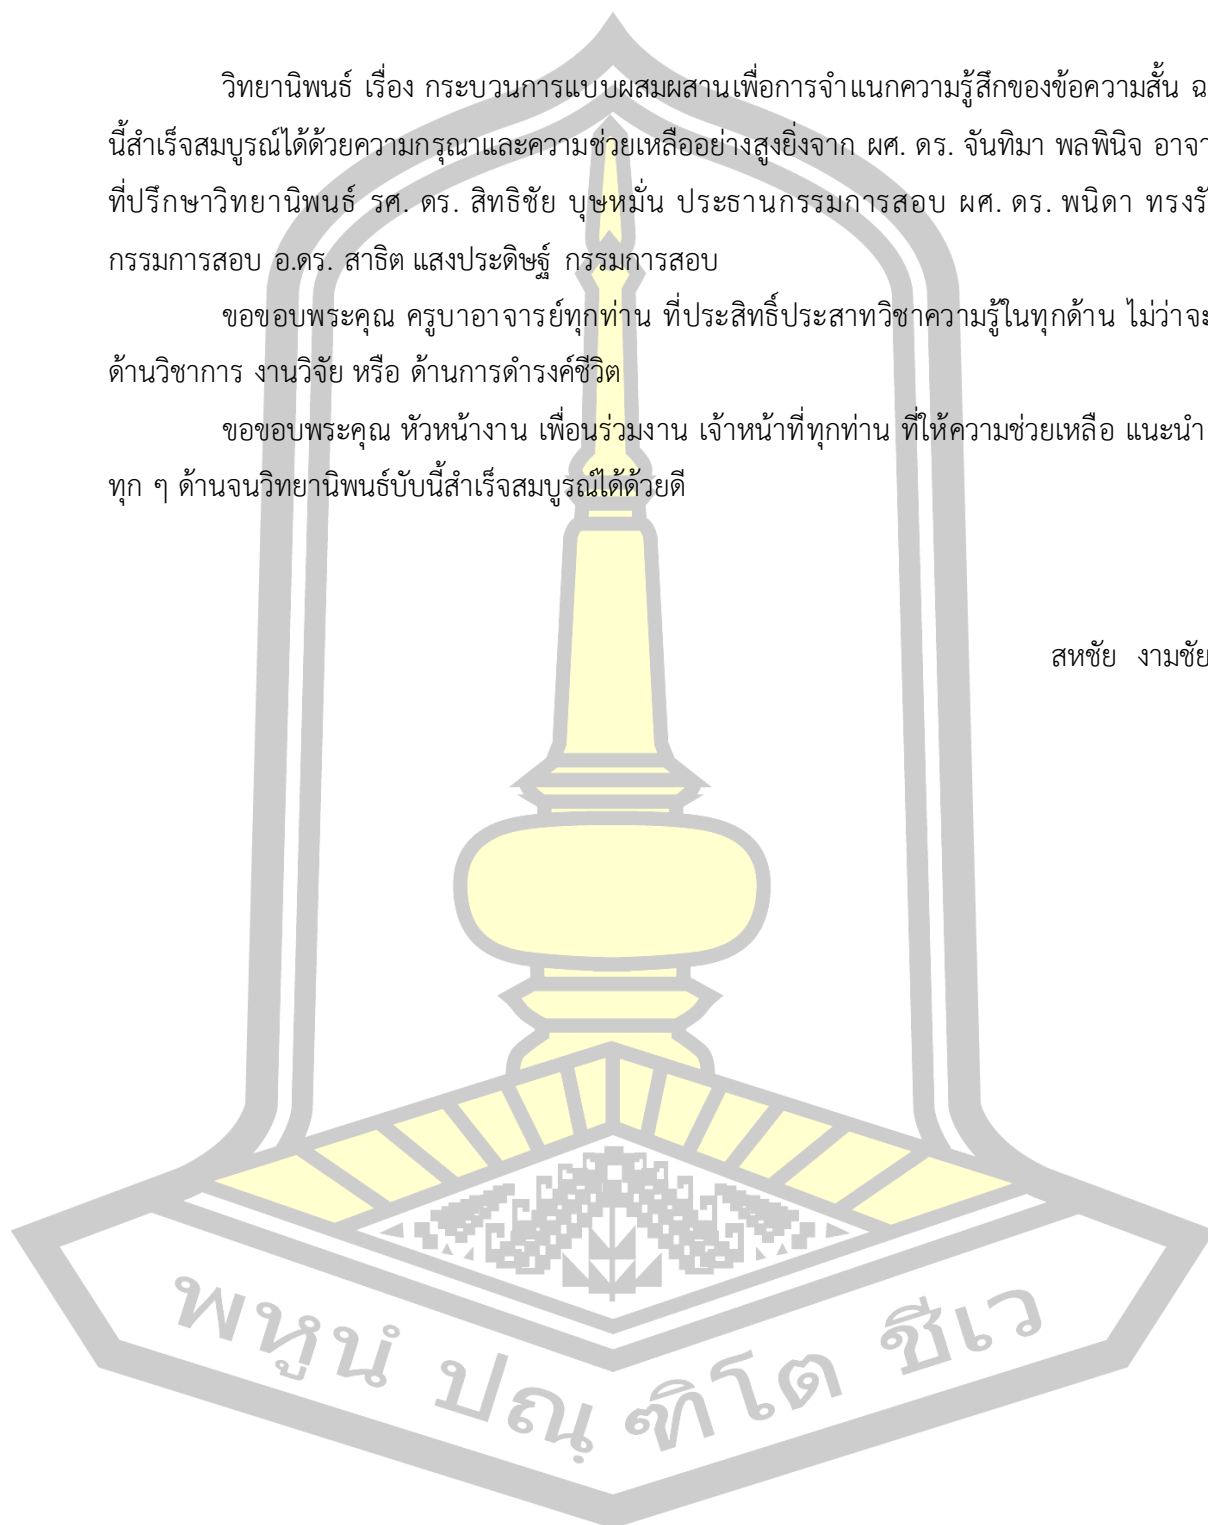 วิทยานิพนธ์ เรื่อง กระบวนการแบบผสมผสานเพื่อการจำแนกความรู้สึกของข้อความสั้น ฉ
นี้สำเร็จสมบูรณ์ได้ด้วยความกรุณาและความช่วยเหลืออย่างสูงยิ่งจาก ผศ. ดร. จันทิมา พลพินิจ อาจา
ที่ปรึกษาวิทยานิพนธ์ รศ. ดร. สิทธิชัย บุษหมั่น ประธานกรรมการสอบ ผศ. ดร. พนิดา ทรงรั
กรรมการสอบ อ.ดร. สาธิต แสงประดิษฐ์ กรรมการสอบ
ขอขอบพระคุณ ครูบาอาจารย์ทุกท่าน ที่ประสิทธิ์ประสาทวิชาความรู้ในทุกด้าน ไม่ว่าจะ
ด้านวิชาการ งานวิจัย หรือ ด้านการดำรงค์ชีวิต
ขอขอบพระคุณ หัวหน้างาน เพื่อนร่วมงาน เจ้าหน้าที่ทุกท่าน ที่ให้ความช่วยเหลือ แนะนำ
ทุก ๆ ด้านจนวิทยานิพนธ์บับนี้สำเร็จสมบูรณ์ได้ด้วยดี
สหชัย งามชัย
พหูนํ ปณฺฑิโต ชีเว